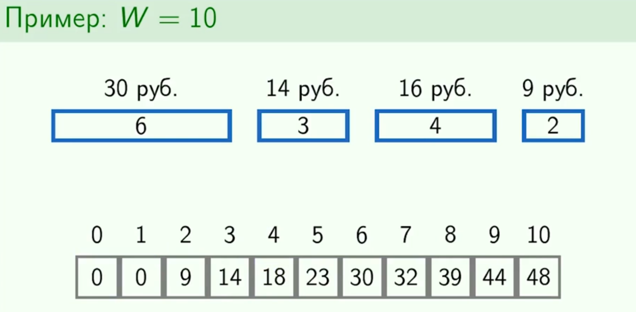 Пример: W = 10
30 руб. 14 руб. 16 руб. 9 руб.
6 3 4 2
0 1 2 3 4 5 6 7 8 9 10
0 0 9 14 18 23 30 32 39 44 48